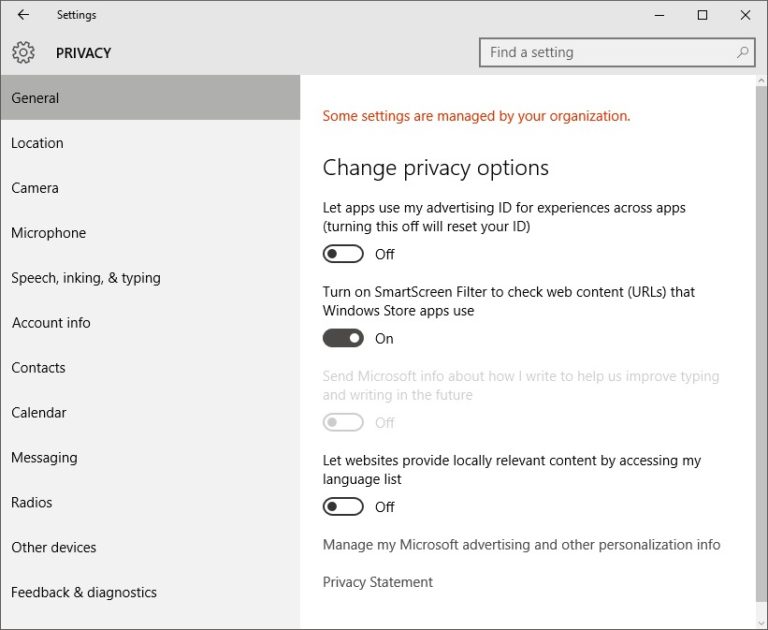 Settings
PRIVACY
Find a setting
General
Location
Camera
Microphone
Speech, inking, & typing
Account info
Contacts
Calendar
Messaging
Radios
Other devices
Feedback & diagnostics
Some settings are managed by your organization.
Change privacy options
Let apps use my advertising ID for experiences across apps
(turning this off will reset your ID)
Off
Turn on SmartScreen Filter to check web content (URLs) that
Windows Store apps use
On
Send Microsoft info about how I write to help us improve typing
and writing in the future
Off
Let websites provide locally relevant content by accessing my
language list
Off
Manage my Microsoft advertising and other personalization info
Privacy Statement